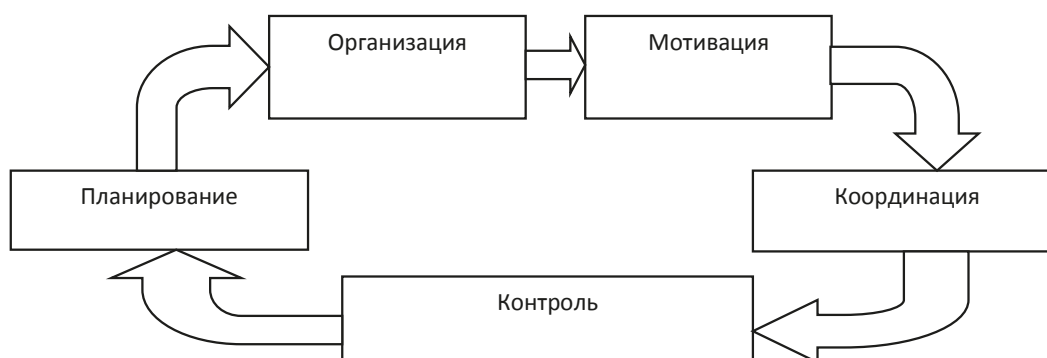 Организация
Мотивация
Планирование
Координация
Контроль